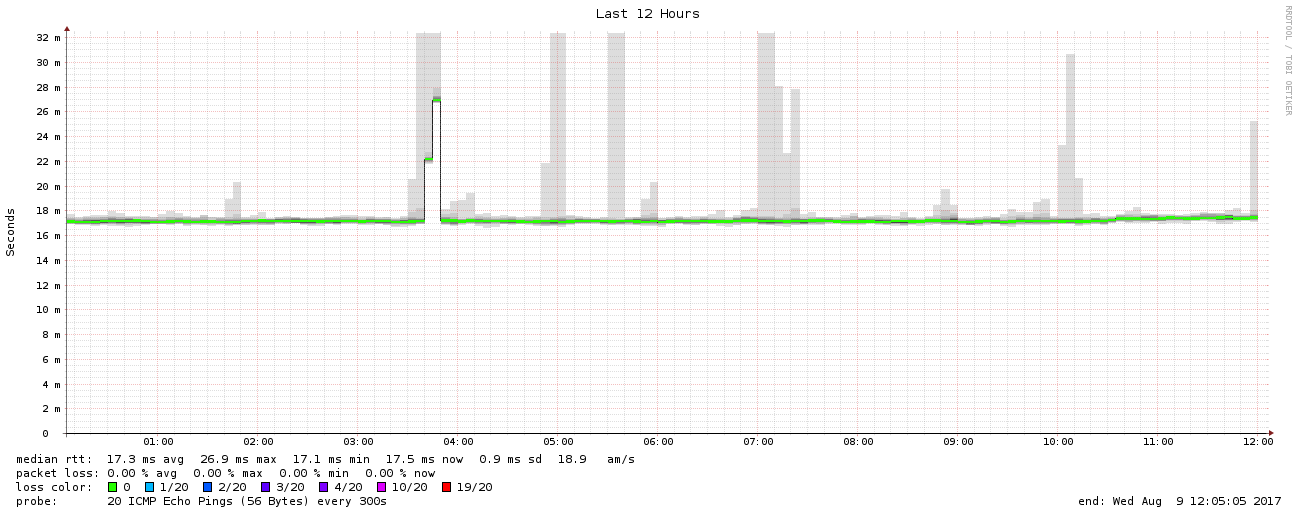 Last 12 Hours
RRDTOOL / TOBI OETIKER
Seconds
32 m
30 m
28 m
26 m
24 m
22 m
20 m
18 m
16 m
14 m
12 m
10 m
8 m
6 m
4 m
2 m
0
01:00 02:00 03:00 04:00 05:00 06:00 07:00 08:00 09:00 10:00 11:00 12:00
median rtt: 17.3 ms avg 26.9 ms max 17.1 ms min 17.5 ms now 0.9 ms sd 18.9 am/s
packet loss: 0.00 % avg 0.00 % max 0.00 % min 0.00 % now
loss color: 0 1/20 2/20 3/20 4/20 10/20 19/20
probe: 20 ICMP Echo Pings (56 Bytes) every 300s end: Wed Aug 9 12:05:05 2017